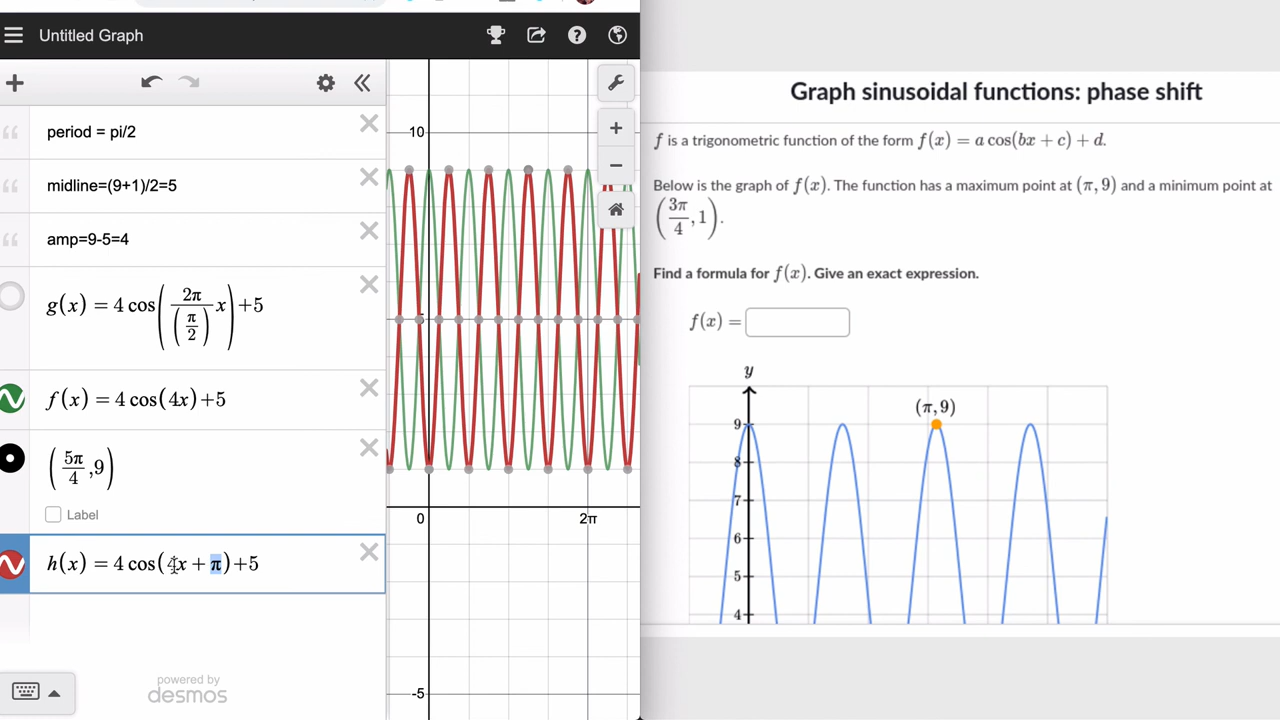 Untitled Graph
period = pi/2
midline=(9+1)/2=5
amp=9-5=4
g(x) = 4 cos(2π/(π/2) x)+5
f(x) = 4 cos(4x)+5
(5π/4, 9)
Label
h(x) = 4 cos(4x + π)+5
powered by
desmos
10
5
0
2π
-5
Graph sinusoidal functions: phase shift
f is a trigonometric function of the form f(x) = a cos(bx + c) + d.
Below is the graph of f(x). The function has a maximum point at (π, 9) and a minimum point at
(3π/4, 1).
Find a formula for f(x). Give an exact expression.
f(x) =
y
(π, 9)
9
8
7
6
5
4